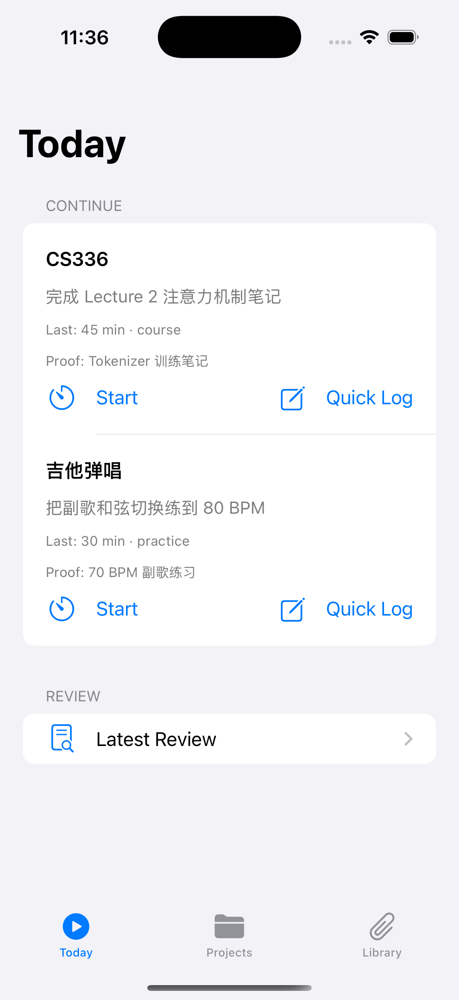 11:36
Today
CONTINUE
CS336
完成 Lecture 2 注意力机制笔记
Last: 45 min · course
Proof: Tokenizer 训练笔记
Start
Quick Log
吉他弹唱
把副歌和弦切换练到 80 BPM
Last: 30 min · practice
Proof: 70 BPM 副歌练习
Start
Quick Log
REVIEW
Latest Review
Today
Projects
Library